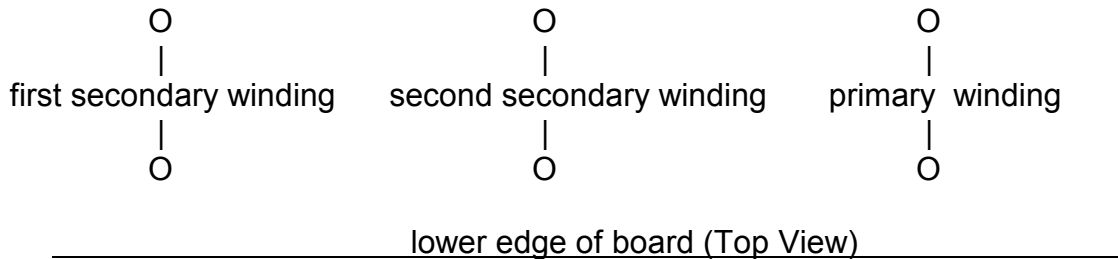 O O O
| | |
first secondary winding second secondary winding primary winding
| | |
O O O
lower edge of board (Top View)